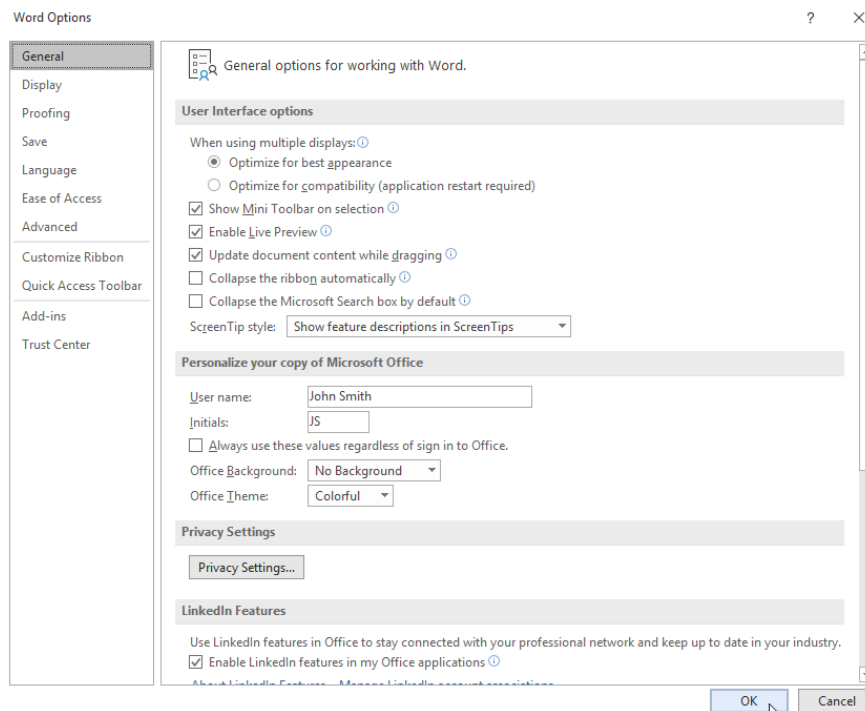 Word Options
?
General
Display
Proofing
Save
Language
Ease of Access
Advanced
Customize Ribbon
Quick Access Toolbar
Add-ins
Trust Center
General options for working with Word.
User Interface options
When using multiple displays:
Optimize for best appearance
Optimize for compatibility (application restart required)
Show Mini Toolbar on selection
Enable Live Preview
Update document content while dragging
Collapse the ribbon automatically
Collapse the Microsoft Search box by default
ScreenTip style: Show feature descriptions in ScreenTips
Personalize your copy of Microsoft Office
User name: John Smith
Initials: JS
Always use these values regardless of sign in to Office.
Office Background: No Background
Office Theme: Colorful
Privacy Settings
Privacy Settings...
LinkedIn Features
Use LinkedIn features in Office to stay connected with your professional network and keep up to date in your industry.
Enable LinkedIn features in my Office applications
About LinkedIn Features Manage LinkedIn account associations
OK Cancel